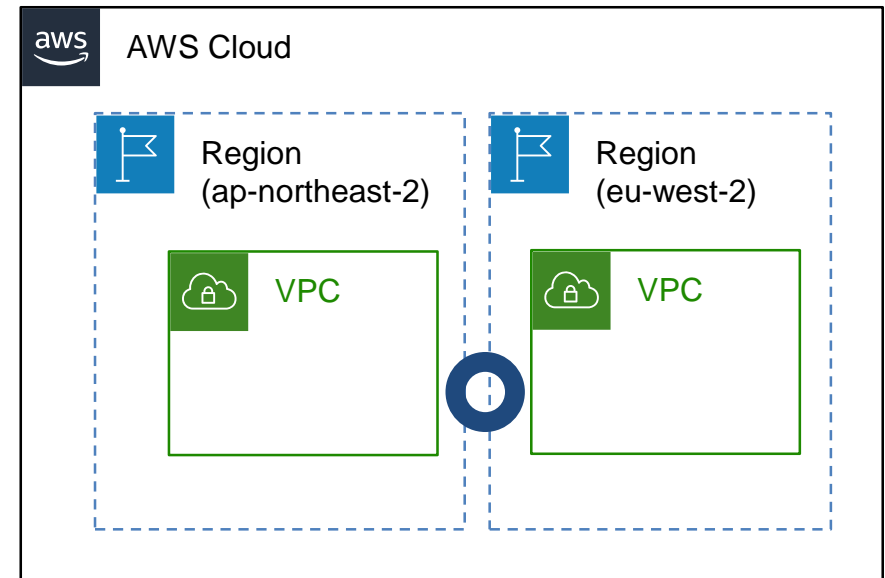 aws
AWS Cloud
Region
(ap-northeast-2)
Region
(eu-west-2)
VPC
VPC